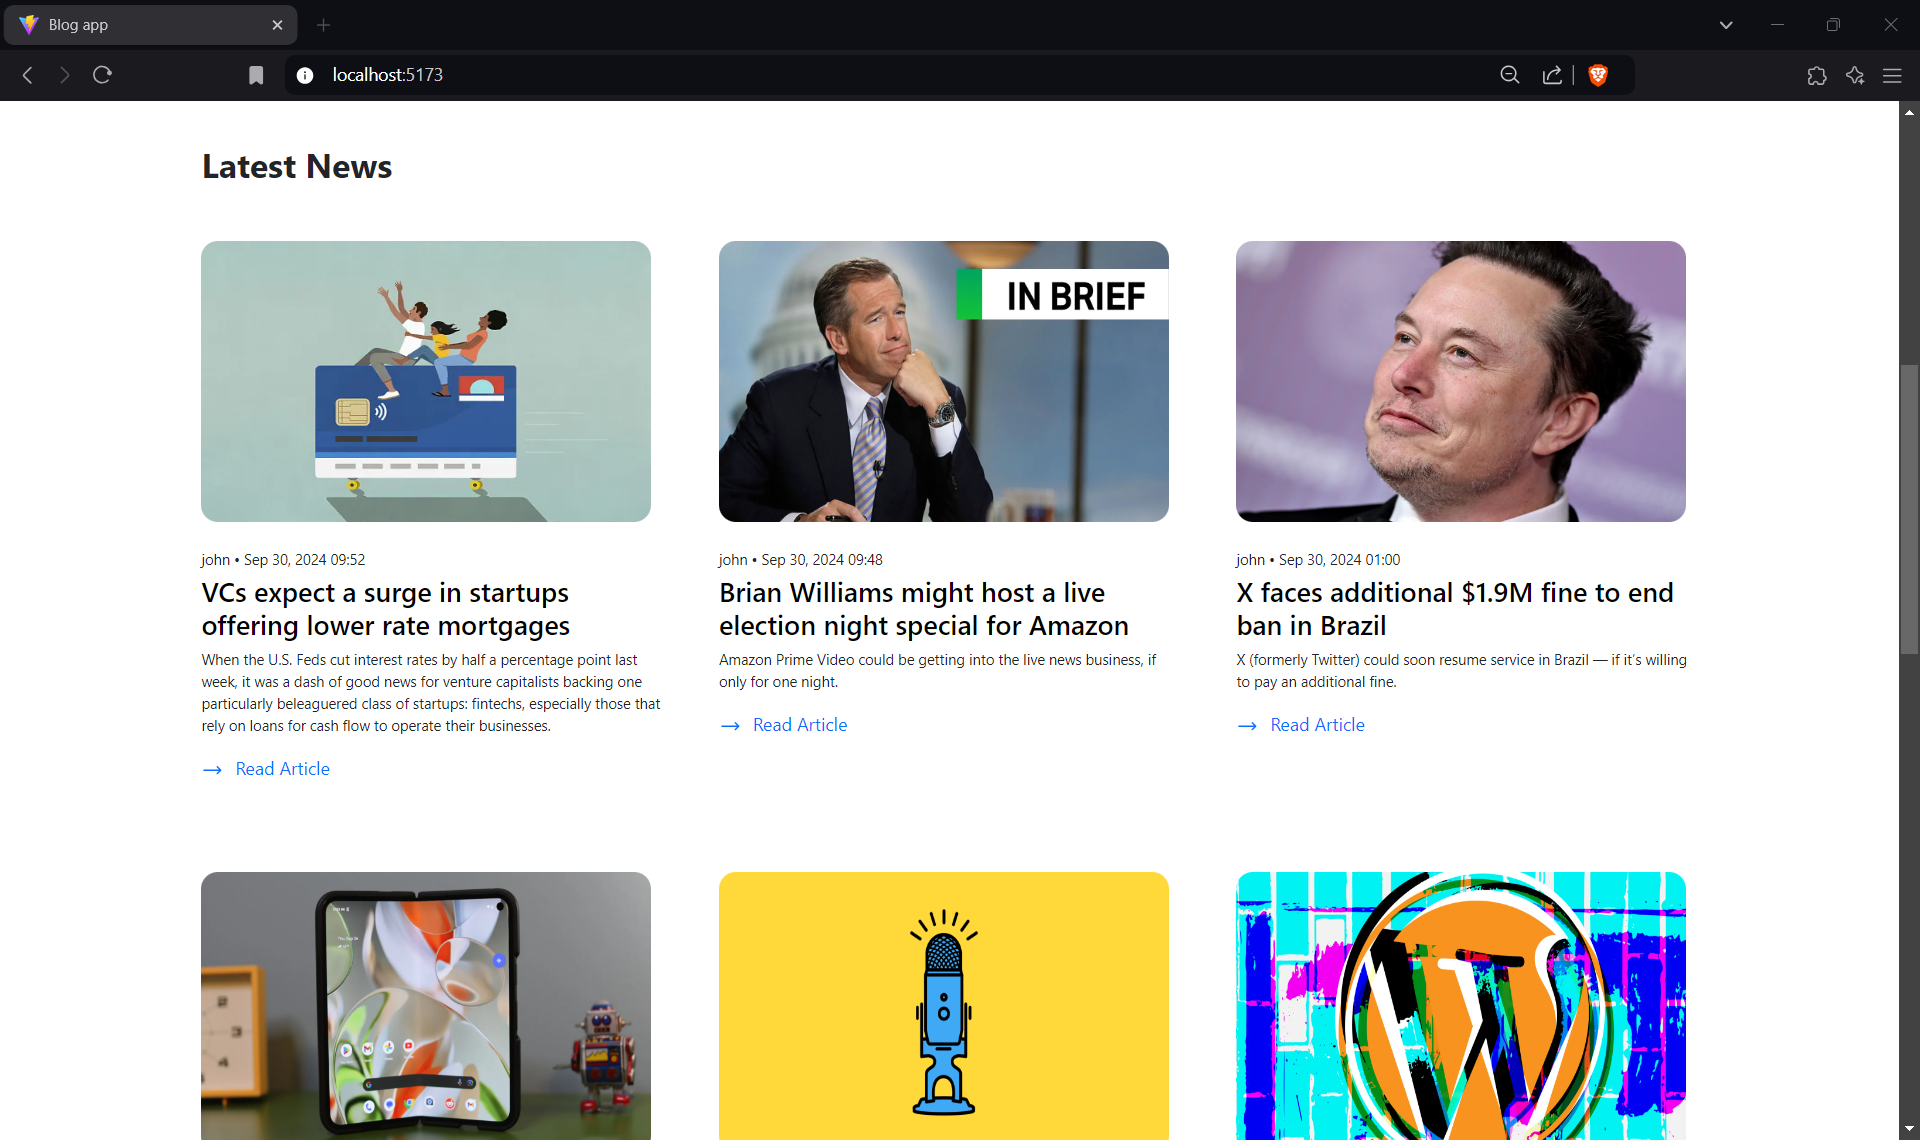 Blog app
localhost:5173
Latest News
IN BRIEF
john • Sep 30, 2024 09:52
VCs expect a surge in startups
offering lower rate mortgages
When the U.S. Feds cut interest rates by half a percentage point last
week, it was a dash of good news for venture capitalists backing one
particularly beleaguered class of startups: fintechs, especially those that
rely on loans for cash flow to operate their businesses.
→ Read Article
john • Sep 30, 2024 09:48
Brian Williams might host a live
election night special for Amazon
Amazon Prime Video could be getting into the live news business, if
only for one night.
→ Read Article
john • Sep 30, 2024 01:00
X faces additional $1.9M fine to end
ban in Brazil
X (formerly Twitter) could soon resume service in Brazil — if it's willing
to pay an additional fine.
→ Read Article